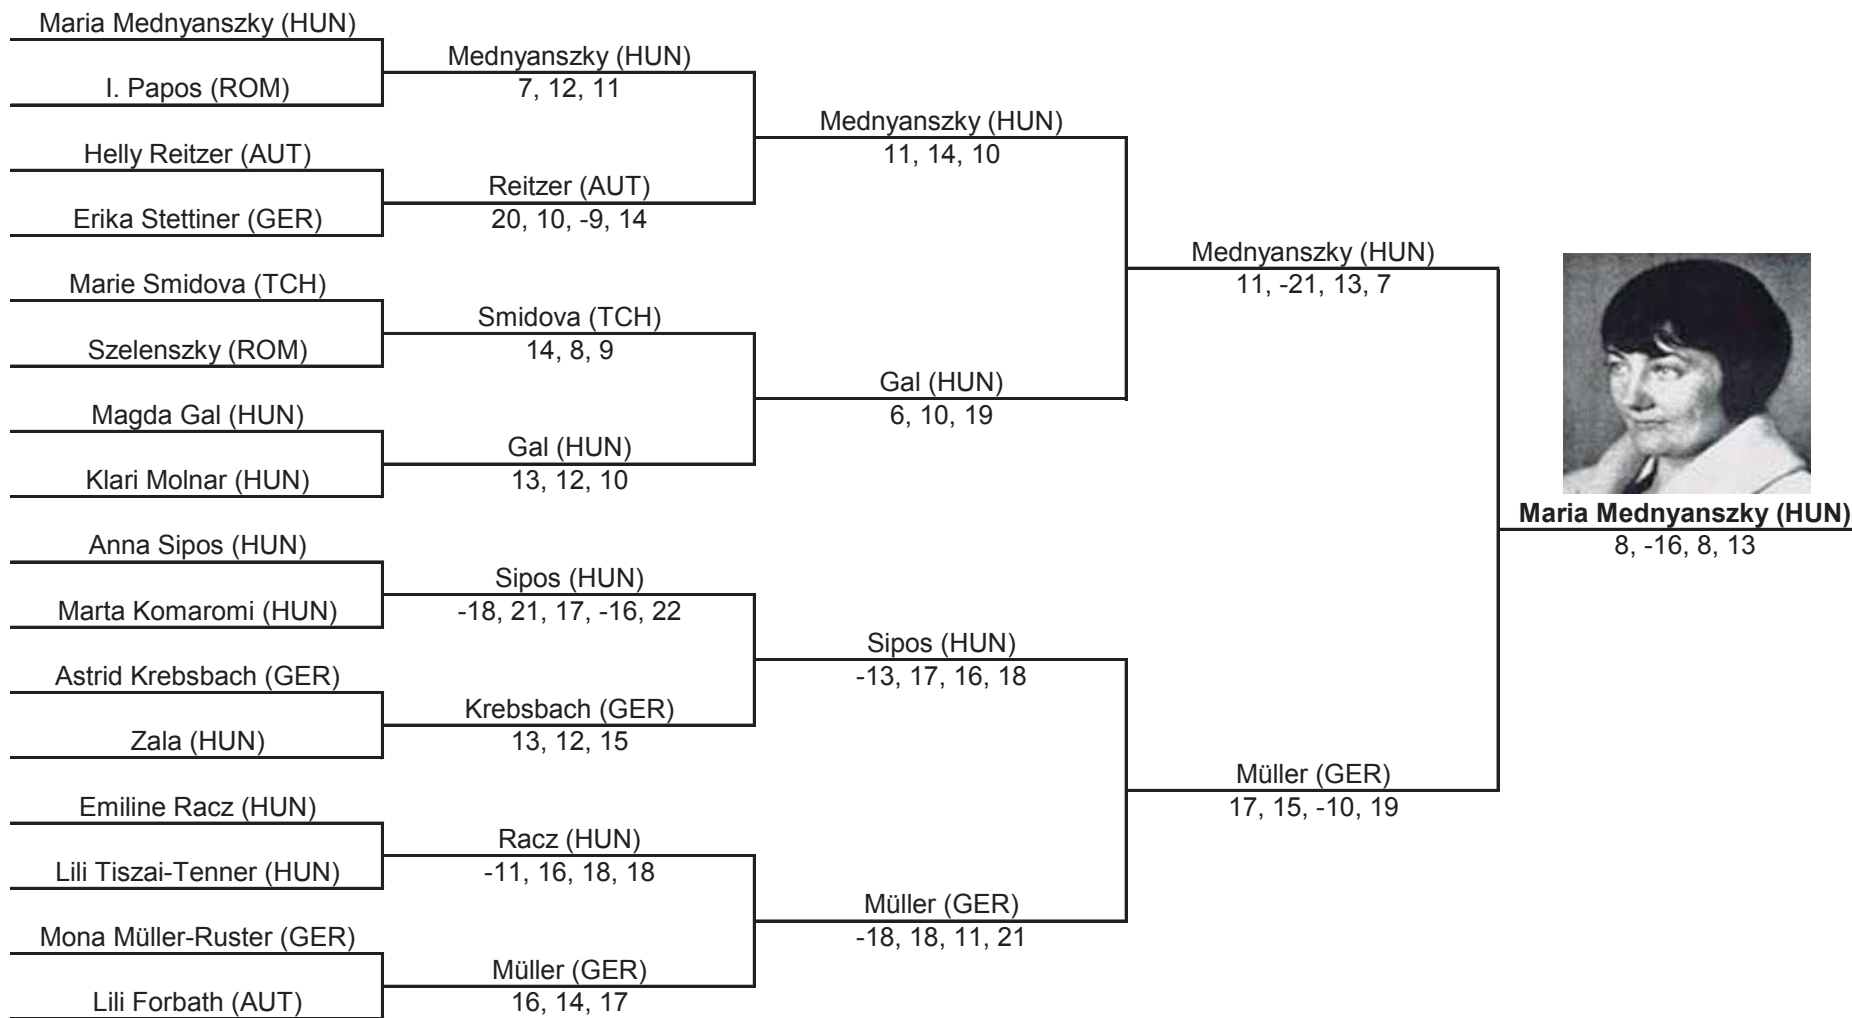 Maria Mednyanszky (HUN)
I. Papos (ROM)
Helly Reitzer (AUT)
Erika Stettiner (GER)
Marie Smidova (TCH)
Szelenszky (ROM)
Magda Gal (HUN)
Klari Molnar (HUN)
Anna Sipos (HUN)
Marta Komaromi (HUN)
Astrid Krebsbach (GER)
Zala (HUN)
Emiline Racz (HUN)
Lili Tiszai-Tenner (HUN)
Mona Müller-Ruster (GER)
Lili Forbath (AUT)
Mednyanszky (HUN)
7, 12, 11
Reitzer (AUT)
20, 10, -9, 14
Smidova (TCH)
14, 8, 9
Gal (HUN)
13, 12, 10
Sipos (HUN)
-18, 21, 17, -16, 22
Krebsbach (GER)
13, 12, 15
Racz (HUN)
-11, 16, 18, 18
Müller (GER)
16, 14, 17
Mednyanszky (HUN)
11, 14, 10
Gal (HUN)
6, 10, 19
Sipos (HUN)
-13, 17, 16, 18
Müller (GER)
-18, 18, 11, 21
Mednyanszky (HUN)
11, -21, 13, 7
Müller (GER)
17, 15, -10, 19
Maria Mednyanszky (HUN)
8, -16, 8, 13